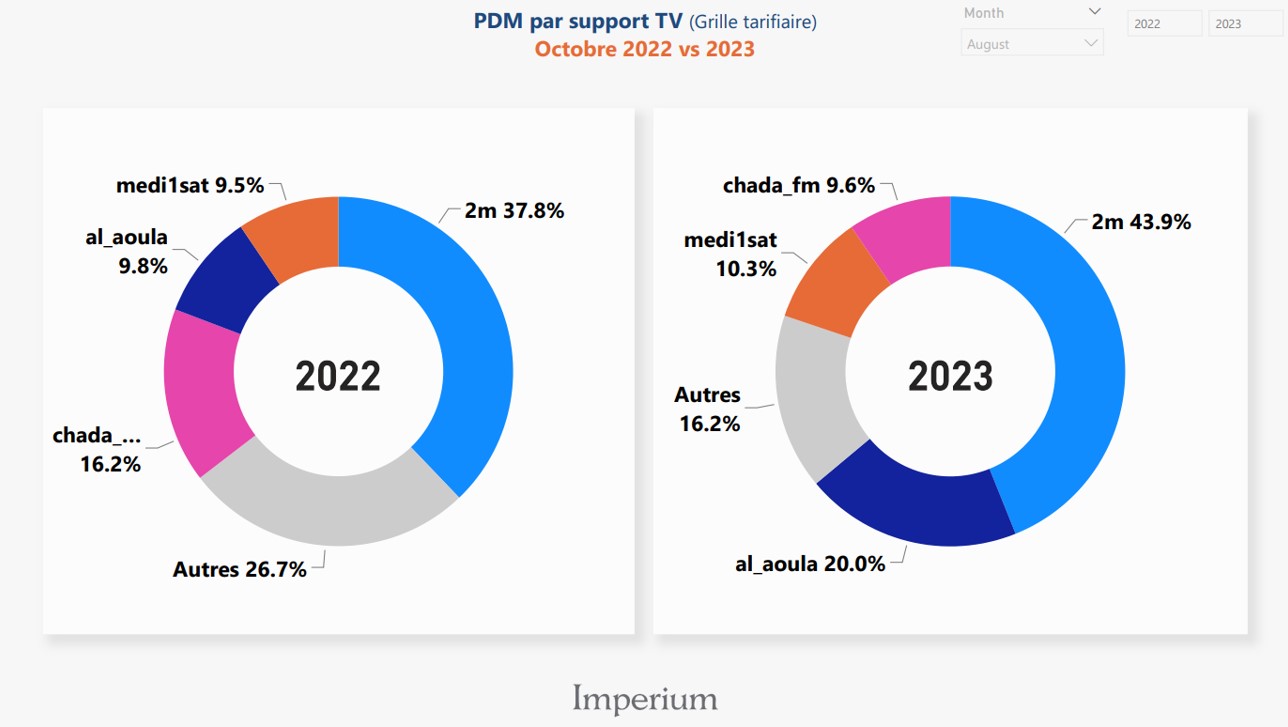 PDM par support TV (Grille tarifiaire)
Octobre 2022 vs 2023
Month
August
2022
2023
medi1sat 9.5%
2m 37.8%
al_aoula
9.8%
2022
chada_...
16.2%
Autres 26.7%
chada_fm 9.6%
2m 43.9%
medi1sat
10.3%
2023
Autres
16.2%
al_aoula 20.0%
Imperium